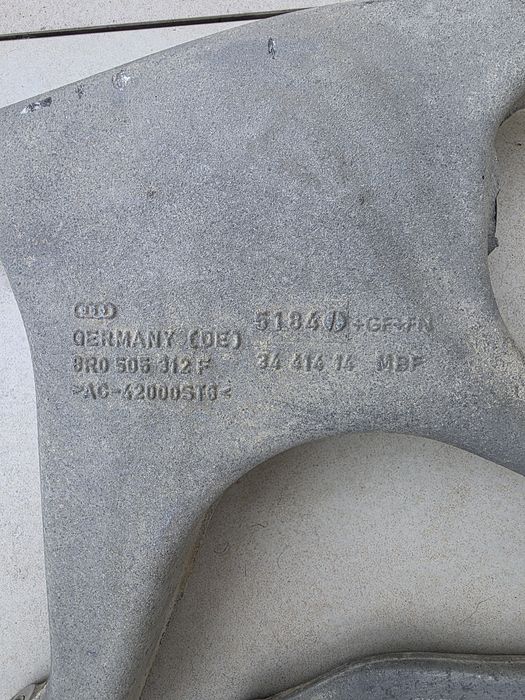 5184 +GF+FN
GERMANY (DE)
8R0 505 312 F 34 414 14 MBF
>AC-42000ST6<